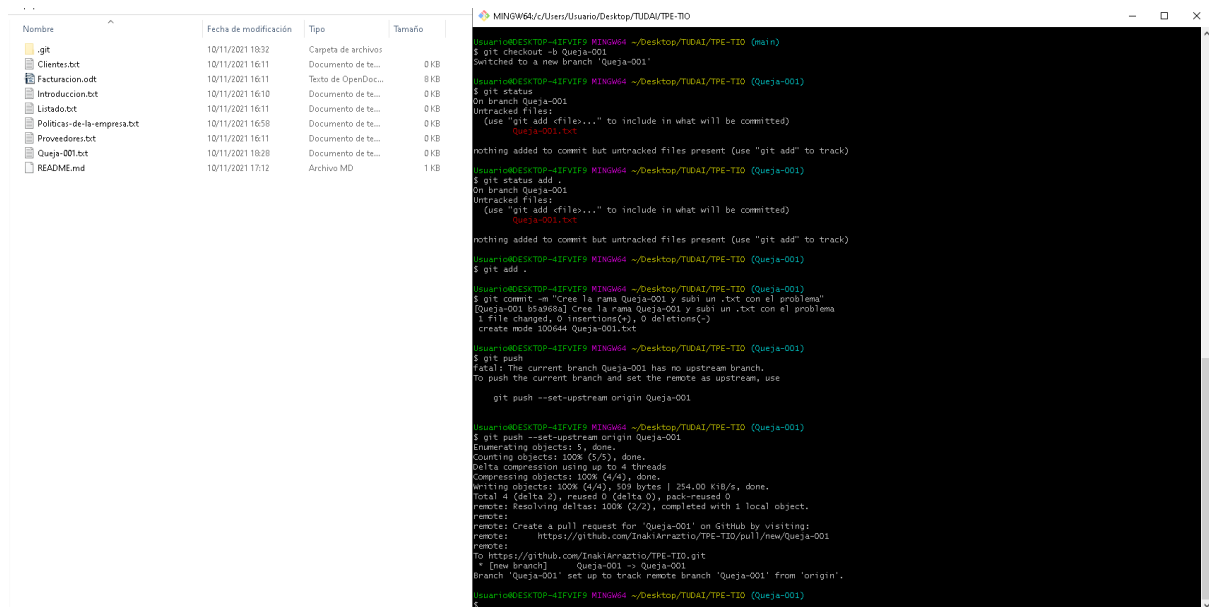 Nombre Fecha de modificación Tipo Tamaño
.git 10/11/2021 18:32 Carpeta de archivos
Clientes.txt 10/11/2021 16:11 Documento de te... 0 KB
Facturacion.odt 10/11/2021 16:11 Texto de OpenDoc... 8 KB
Introduccion.txt 10/11/2021 16:10 Documento de te... 0 KB
Listado.txt 10/11/2021 16:11 Documento de te... 0 KB
Politicas-de-la-empresa.txt 10/11/2021 16:58 Documento de te... 0 KB
Proveedores.txt 10/11/2021 16:11 Documento de te... 0 KB
Queja-001.txt 10/11/2021 18:28 Documento de te... 0 KB
README.md 10/11/2021 17:12 Archivo MD 1 KB
MINGW64:/c/Users/Usuario/Desktop/TUDAI/TPE-TIO
Usuario@DESKTOP-4IFVIF9 MINGW64 ~/Desktop/TUDAI/TPE-TIO (main)
$ git checkout -b Queja-001
Switched to a new branch 'Queja-001'
Usuario@DESKTOP-4IFVIF9 MINGW64 ~/Desktop/TUDAI/TPE-TIO (Queja-001)
$ git status
On branch Queja-001
Untracked files:
(use "git add <file>..." to include in what will be committed)
Queja-001.txt
nothing added to commit but untracked files present (use "git add" to track)
Usuario@DESKTOP-4IFVIF9 MINGW64 ~/Desktop/TUDAI/TPE-TIO (Queja-001)
$ git status add .
On branch Queja-001
Untracked files:
(use "git add <file>..." to include in what will be committed)
Queja-001.txt
nothing added to commit but untracked files present (use "git add" to track)
Usuario@DESKTOP-4IFVIF9 MINGW64 ~/Desktop/TUDAI/TPE-TIO (Queja-001)
$ git add .
Usuario@DESKTOP-4IFVIF9 MINGW64 ~/Desktop/TUDAI/TPE-TIO (Queja-001)
$ git commit -m "Cree la rama Queja-001 y subi un .txt con el problema"
[Queja-001 b5a968a] Cree la rama Queja-001 y subi un .txt con el problema
1 file changed, 0 insertions(+), 0 deletions(-)
create mode 100644 Queja-001.txt
Usuario@DESKTOP-4IFVIF9 MINGW64 ~/Desktop/TUDAI/TPE-TIO (Queja-001)
$ git push
fatal: The current branch Queja-001 has no upstream branch.
To push the current branch and set the remote as upstream, use
git push --set-upstream origin Queja-001
Usuario@DESKTOP-4IFVIF9 MINGW64 ~/Desktop/TUDAI/TPE-TIO (Queja-001)
$ git push --set-upstream origin Queja-001
Enumerating objects: 5, done.
Counting objects: 100% (5/5), done.
Delta compression using up to 4 threads
Compressing objects: 100% (4/4), done.
Writing objects: 100% (4/4), 509 bytes | 254.00 KiB/s, done.
Total 4 (delta 2), reused 0 (delta 0), pack-reused 0
remote: Resolving deltas: 100% (2/2), completed with 1 local object.
remote:
remote: Create a pull request for 'Queja-001' on GitHub by visiting:
remote: https://github.com/InakiArraztio/TPE-TIO/pull/new/Queja-001
remote:
To https://github.com/InakiArraztio/TPE-TIO.git
* [new branch] Queja-001 -> Queja-001
Branch 'Queja-001' set up to track remote branch 'Queja-001' from 'origin'.
Usuario@DESKTOP-4IFVIF9 MINGW64 ~/Desktop/TUDAI/TPE-TIO (Queja-001)
$